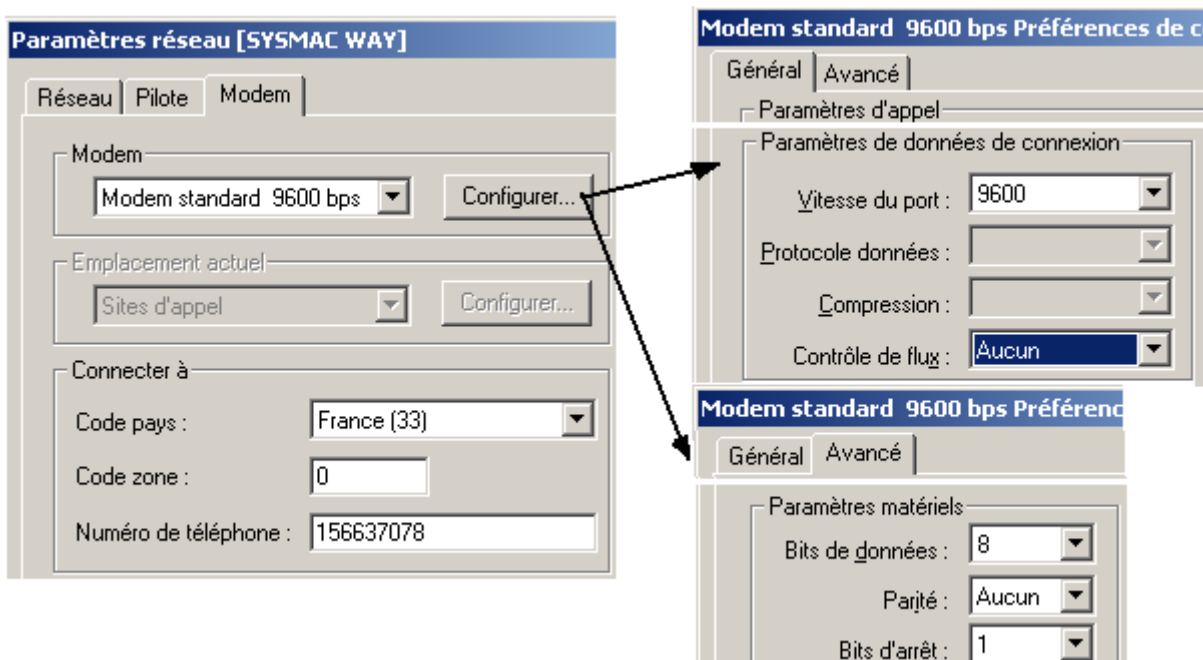 Paramètres réseau [SYSMAC WAY]
Réseau Pilote Modem
Modem
Modem standard 9600 bps Configurer...
Emplacement actuel
Sites d'appel Configurer...
Connecter à
Code pays : France (33)
Code zone : 0
Numéro de téléphone : 156637078
Modem standard 9600 bps Préférences de c
Général Avancé
Paramètres d'appel
Paramètres de données de connexion
Vitesse du port : 9600
Protocole données :
Compression :
Contrôle de flux : Aucun
Modem standard 9600 bps Préférenc
Général Avancé
Paramètres matériels
Bits de données : 8
Parité : Aucun
Bits d'arrêt : 1